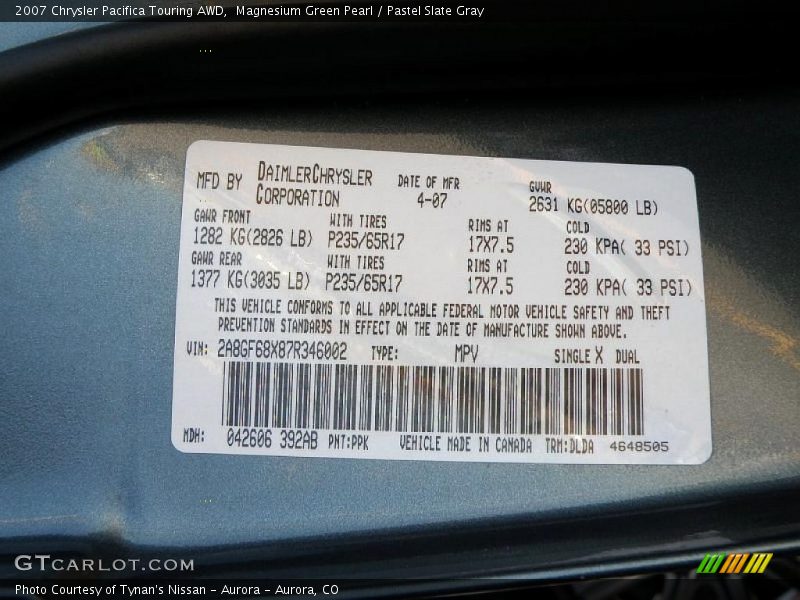 2007 Chrysler Pacifica Touring AWD, Magnesium Green Pearl / Pastel Slate Gray
MFD BY DAIMLERCHRYSLER CORPORATION DATE OF MFR 4-07 GVWR 2631 KG(05800 LB)
GAWR FRONT WITH TIRES RIMS AT COLD
1282 KG(2826 LB) P235/65R17 17X7.5 230 KPA( 33 PSI)
GAWR REAR WITH TIRES RIMS AT COLD
1377 KG(3035 LB) P235/65R17 17X7.5 230 KPA( 33 PSI)
THIS VEHICLE CONFORMS TO ALL APPLICABLE FEDERAL MOTOR VEHICLE SAFETY AND THEFT
PREVENTION STANDARDS IN EFFECT ON THE DATE OF MANUFACTURE SHOWN ABOVE.
VIN: 2A8GF68X87R346002 TYPE: MPV SINGLE X DUAL
MDH: 042606 392AB PNT:PPK VEHICLE MADE IN CANADA TRM:DLDA 4648505
GTCARLOT.COM
Photo Courtesy of Tynan's Nissan - Aurora - Aurora, CO